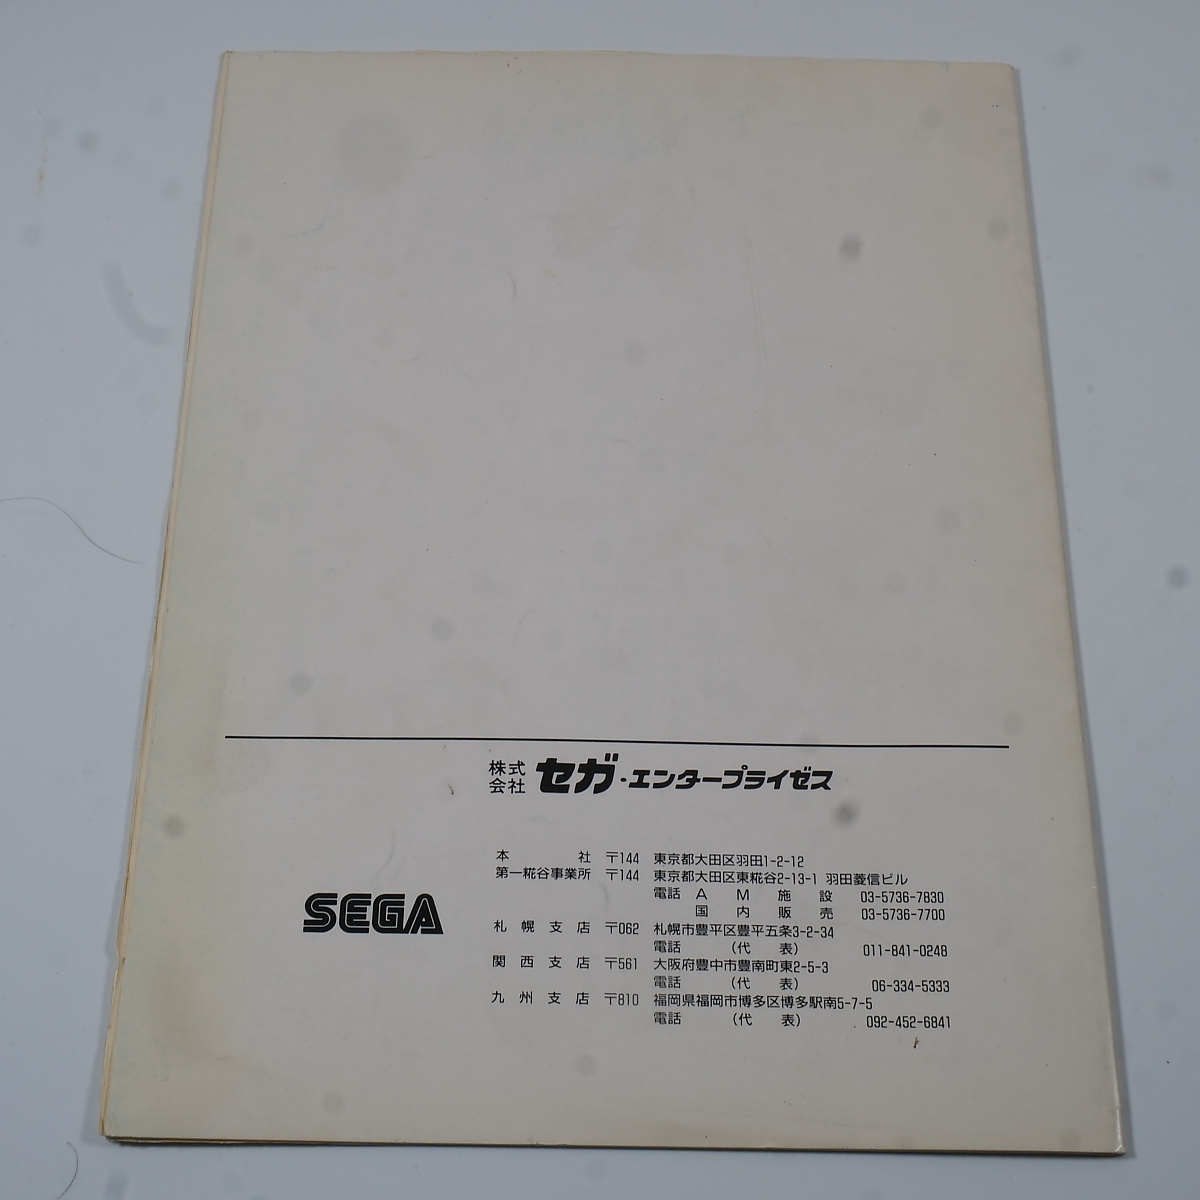 株式会社 セガ・エンタープライゼス
本社 〒144 東京都大田区羽田1-2-12
第一糀谷事業所 〒144 東京都大田区東糀谷2-13-1 羽田菱信ビル
電話 AM施設 03-5736-7830
国内販売 03-5736-7700
SEGA
札幌支店 〒062 札幌市豊平区豊平五条3-2-34
電話 (代表) 011-841-0248
関西支店 〒561 大阪府豊中市豊南町東2-5-3
電話 (代表) 06-334-5333
九州支店 〒810 福岡県福岡市博多区博多駅南5-7-5
電話 (代表) 092-452-6841